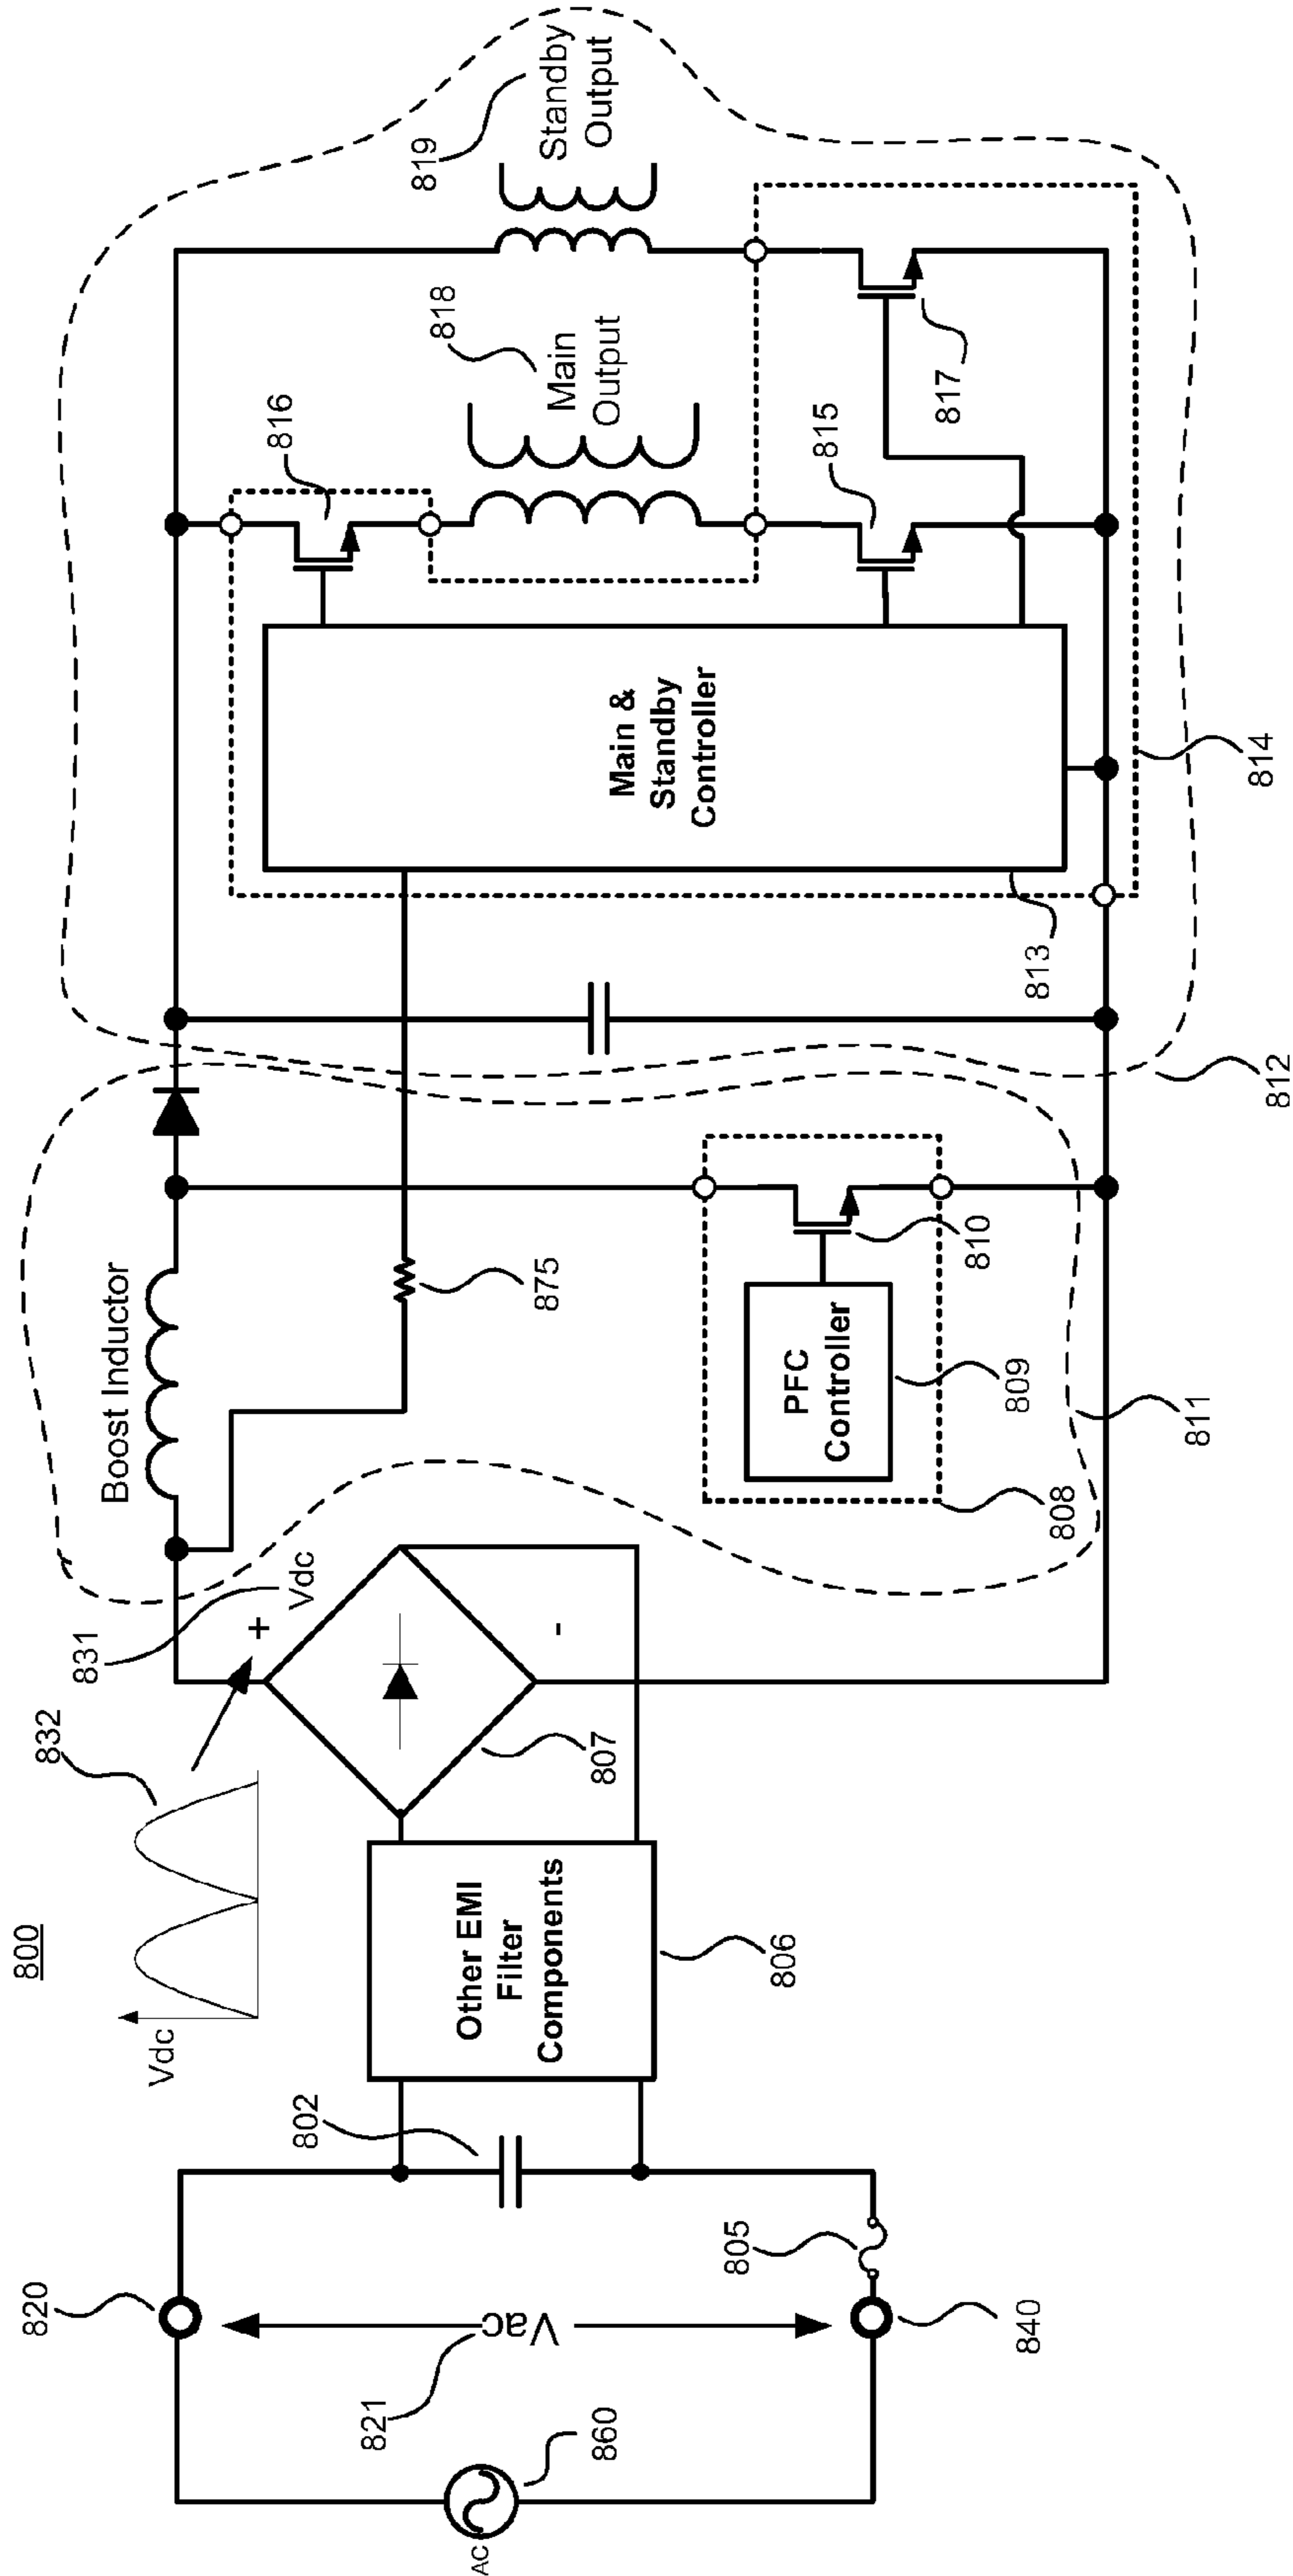 800
832
Vdc
831
+
Vdc
-
Boost Inductor
820
802
Other EMI
Filter
Components
806
807
Vac
821
805
840
AC
860
875
PFC
Controller
809
810
808
811
812
Main &
Standby
Controller
813
814
816
815
817
818
Main
Output
819
Standby
Output